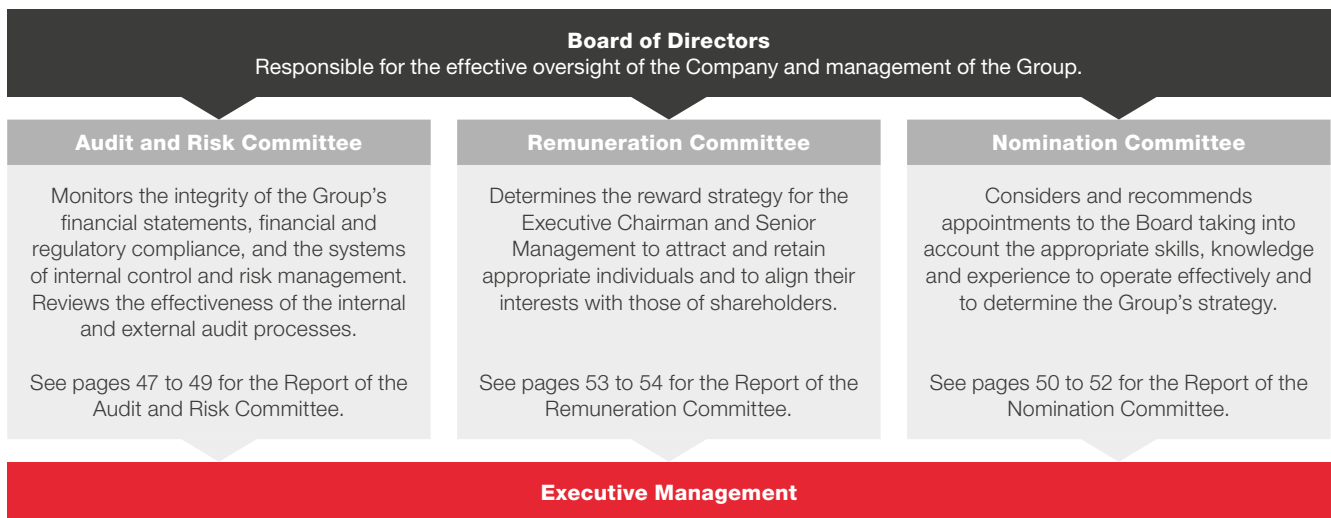 Board of Directors
Responsible for the effective oversight of the Company and management of the Group.
Audit and Risk Committee
Monitors the integrity of the Group’s
financial statements, financial and
regulatory compliance, and the systems
of internal control and risk management.
Reviews the effectiveness of the internal
and external audit processes.
See pages 47 to 49 for the Report of the
Audit and Risk Committee.
Remuneration Committee
Determines the reward strategy for the
Executive Chairman and Senior
Management to attract and retain
appropriate individuals and to align their
interests with those of shareholders.
See pages 53 to 54 for the Report of the
Remuneration Committee.
Nomination Committee
Considers and recommends
appointments to the Board taking into
account the appropriate skills, knowledge
and experience to operate effectively and
to determine the Group’s strategy.
See pages 50 to 52 for the Report of the
Nomination Committee.
Executive Management